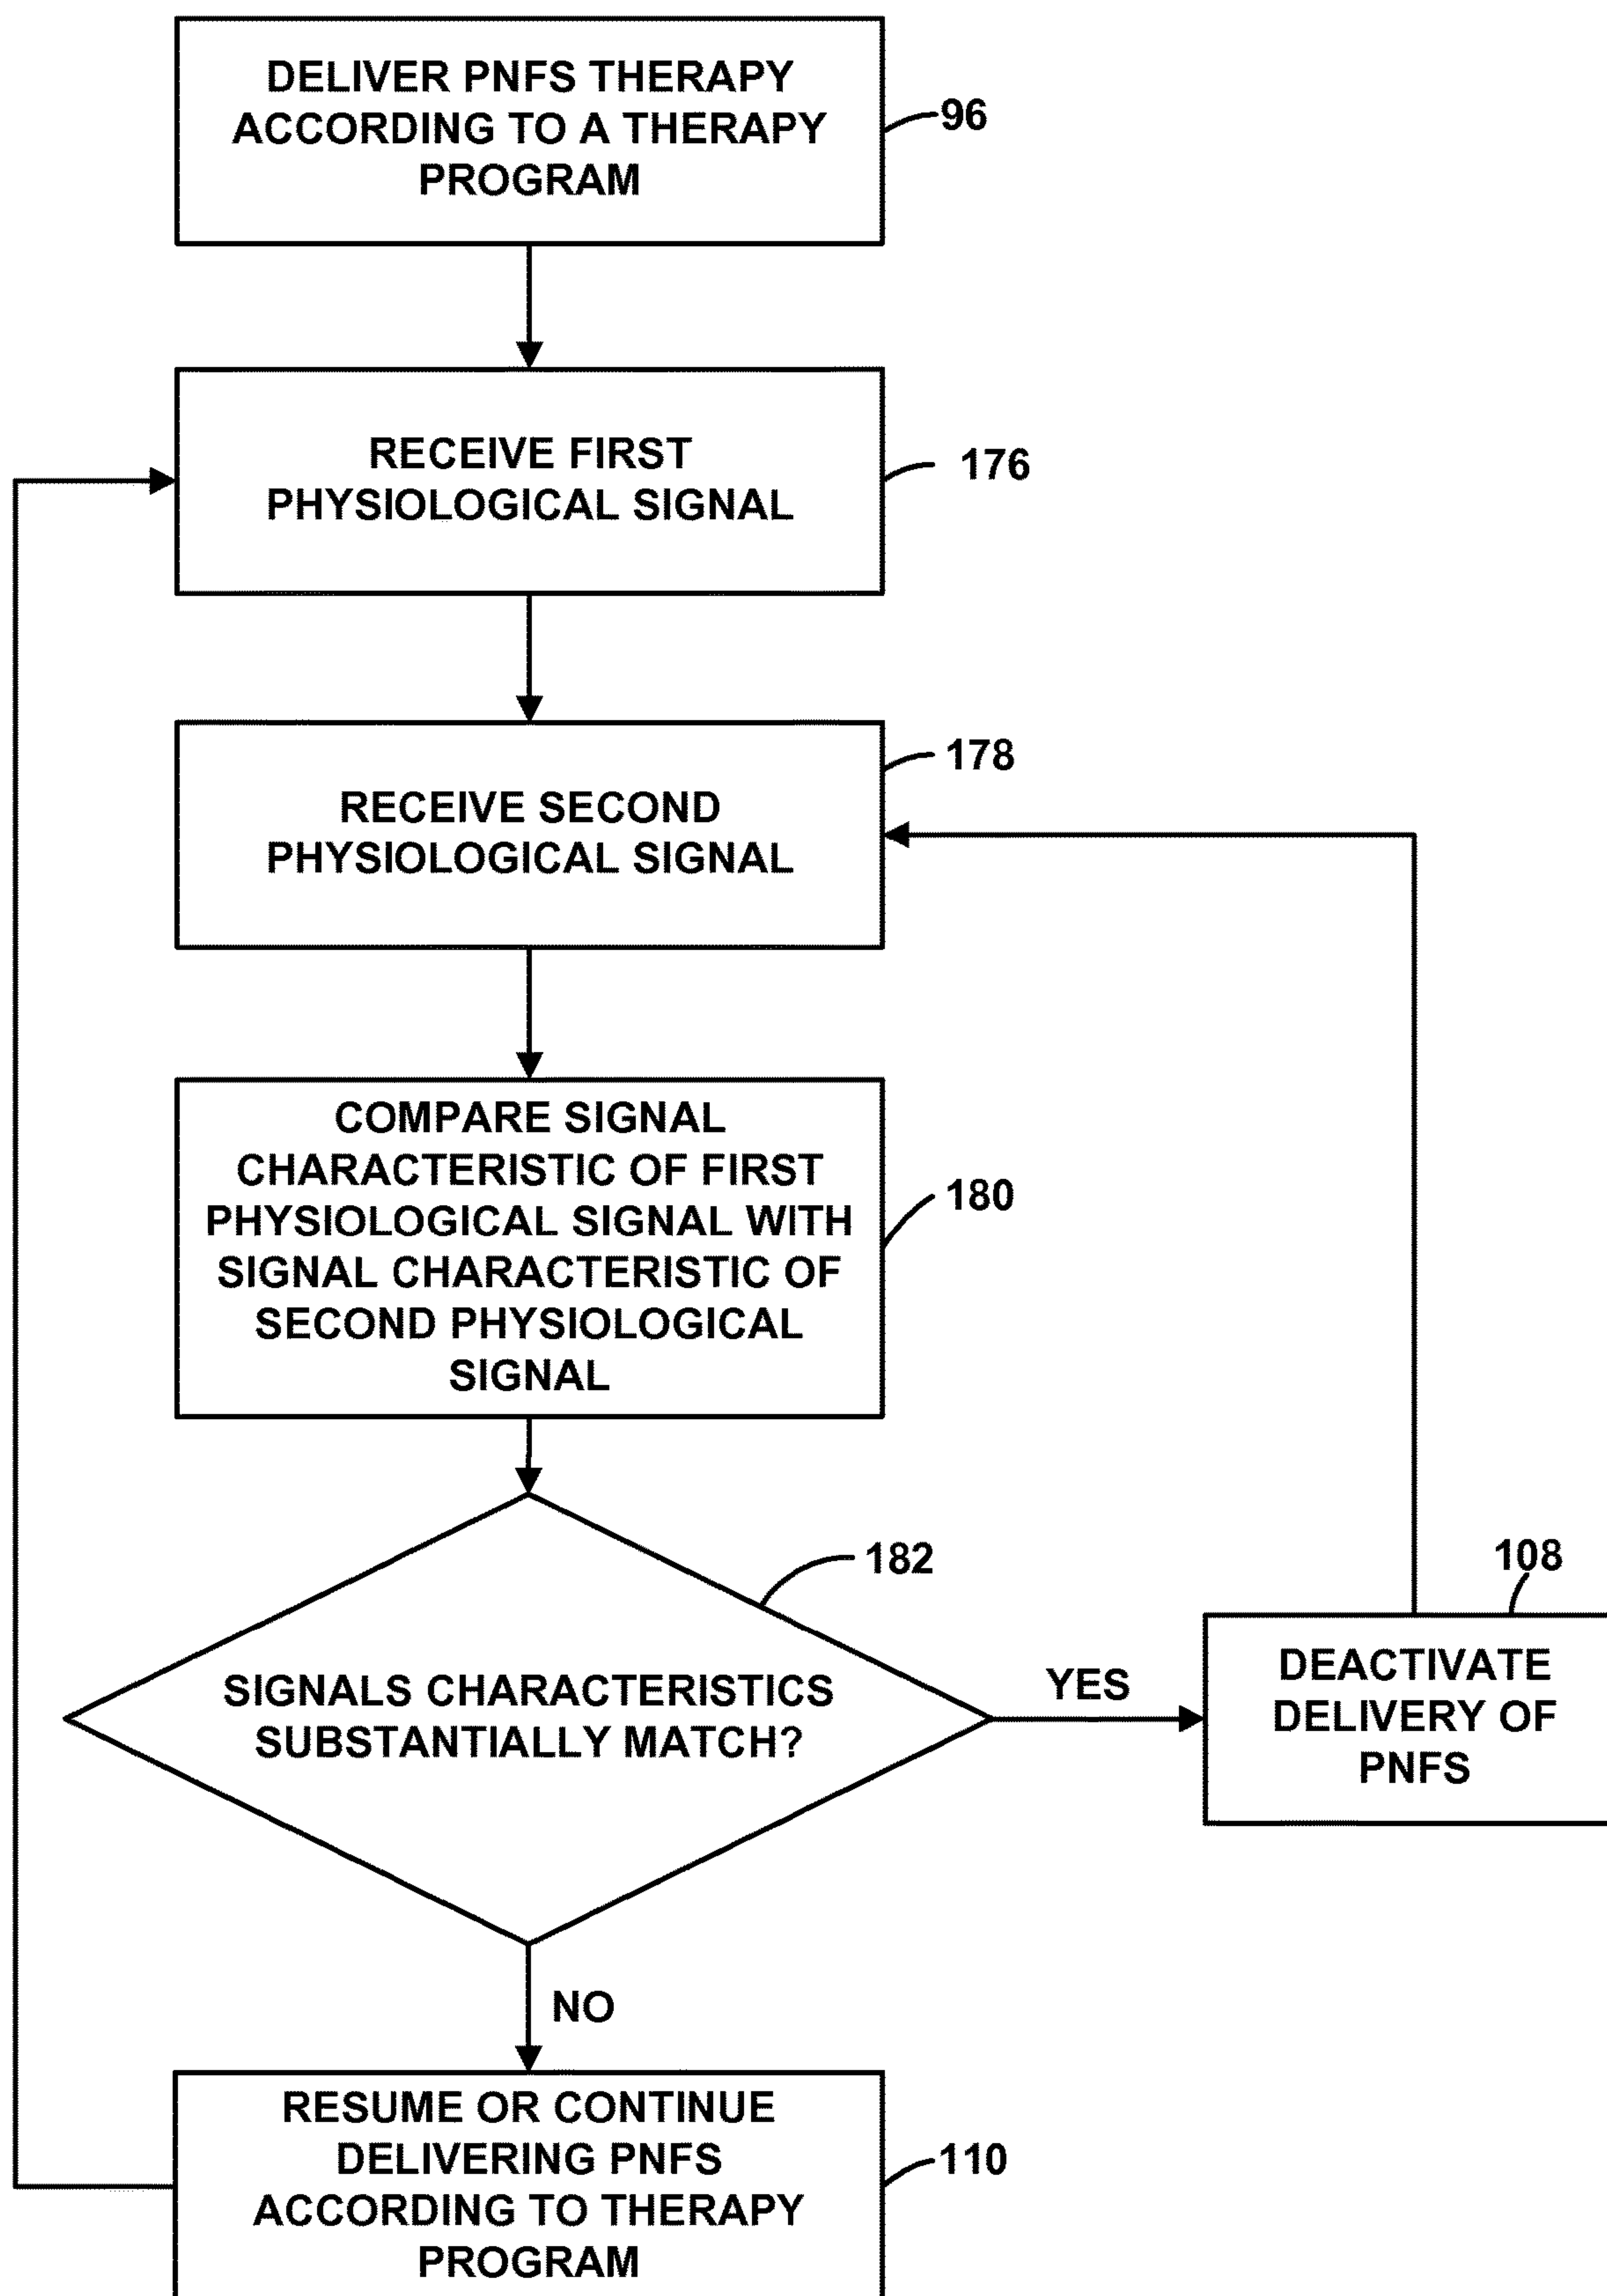 DELIVER PNFS THERAPY
ACCORDING TO A THERAPY
PROGRAM
96
RECEIVE FIRST
PHYSIOLOGICAL SIGNAL
176
RECEIVE SECOND
PHYSIOLOGICAL SIGNAL
178
COMPARE SIGNAL
CHARACTERISTIC OF FIRST
PHYSIOLOGICAL SIGNAL WITH
SIGNAL CHARACTERISTIC OF
SECOND PHYSIOLOGICAL
SIGNAL
180
SIGNALS CHARACTERISTICS
SUBSTANTIALLY MATCH?
182
YES
108
DEACTIVATE
DELIVERY OF
PNFS
NO
RESUME OR CONTINUE
DELIVERING PNFS
ACCORDING TO THERAPY
PROGRAM
110